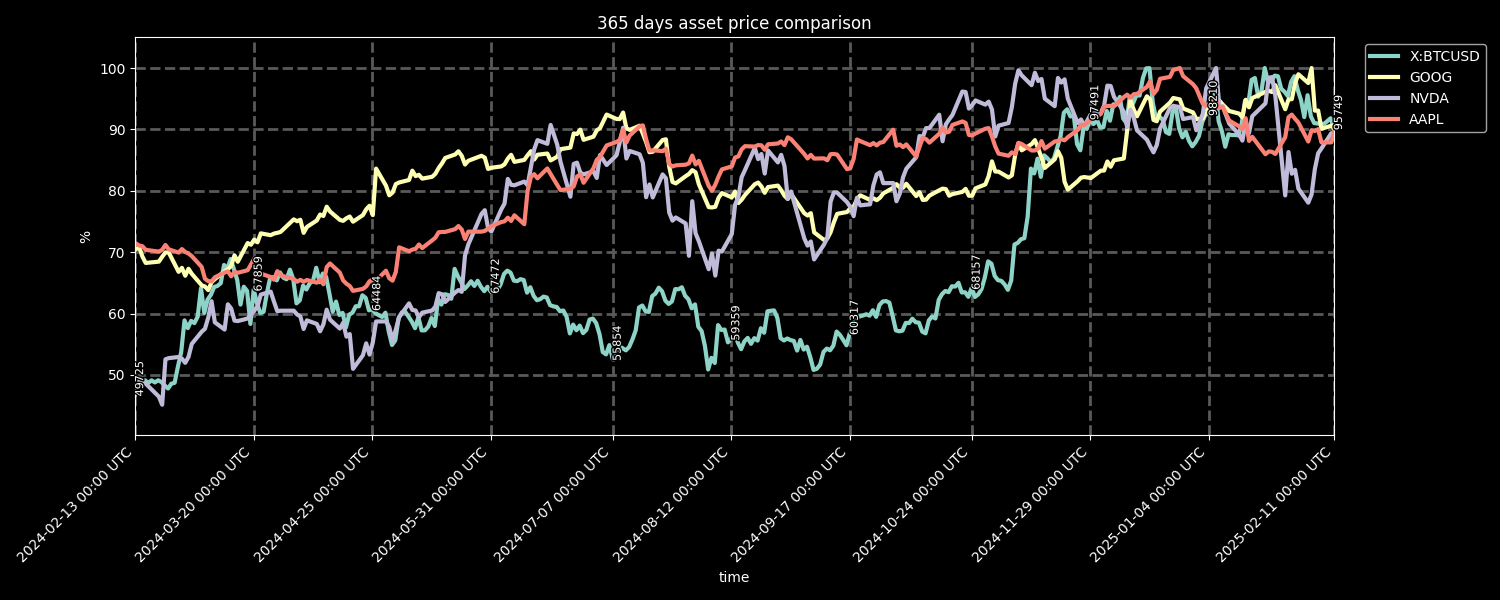 365 days asset price comparison
X:BTCUSD
GOOG
NVDA
AAPL
%
100
90
80
70
60
50
49725
67859
64484
67472
55854
59359
60317
68157
97491
98210
95749
2024-02-13 00:00 UTC
2024-03-20 00:00 UTC
2024-04-25 00:00 UTC
2024-05-31 00:00 UTC
2024-07-07 00:00 UTC
2024-08-12 00:00 UTC
2024-09-17 00:00 UTC
2024-10-24 00:00 UTC
2024-11-29 00:00 UTC
2025-01-04 00:00 UTC
2025-02-11 00:00 UTC
time